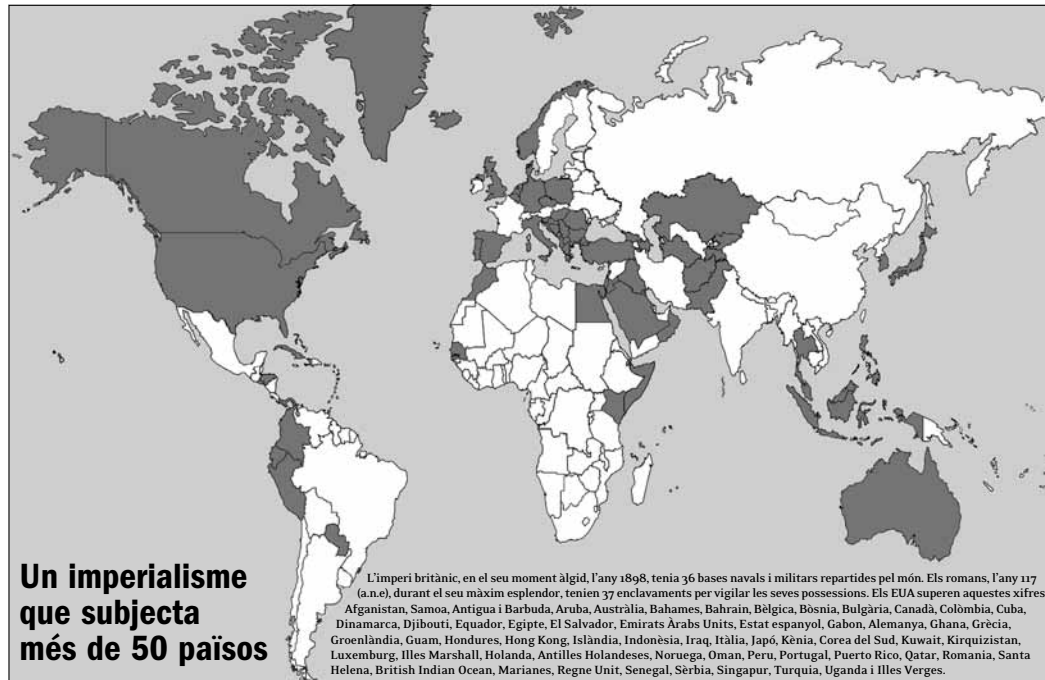 Un imperialisme
que subjecta
més de 50 països
L'imperi britànic, en el seu moment àlgid, l'any 1898, tenia 36 bases navals i militars repartides pel món. Els romans, l'any 117
(a.n.e), durant el seu màxim esplendor, tenien 37 enclavaments per vigilar les seves possessions. Els EUA superen aquestes xifres:
Afganistan, Samoa, Antigua i Barbuda, Aruba, Austràlia, Bahames, Bahrain, Bèlgica, Bòsnia, Bulgària, Canadà, Colòmbia, Cuba,
Dinamarca, Djibouti, Equador, Egipte, El Salvador, Emirats Àrabs Units, Estat espanyol, Gabon, Alemanya, Ghana, Grècia,
Groenlàndia, Guam, Hondures, Hong Kong, Islàndia, Indonèsia, Iraq, Itàlia, Japó, Kènia, Corea del Sud, Kuwait, Kirquizistan,
Luxemburg, Illes Marshall, Holanda, Antilles Holandeses, Noruega, Oman, Peru, Portugal, Puerto Rico, Qatar, Romania, Santa
Helena, British Indian Ocean, Marianes, Regne Unit, Senegal, Sèrbia, Singapur, Turquia, Uganda i Illes Verges.